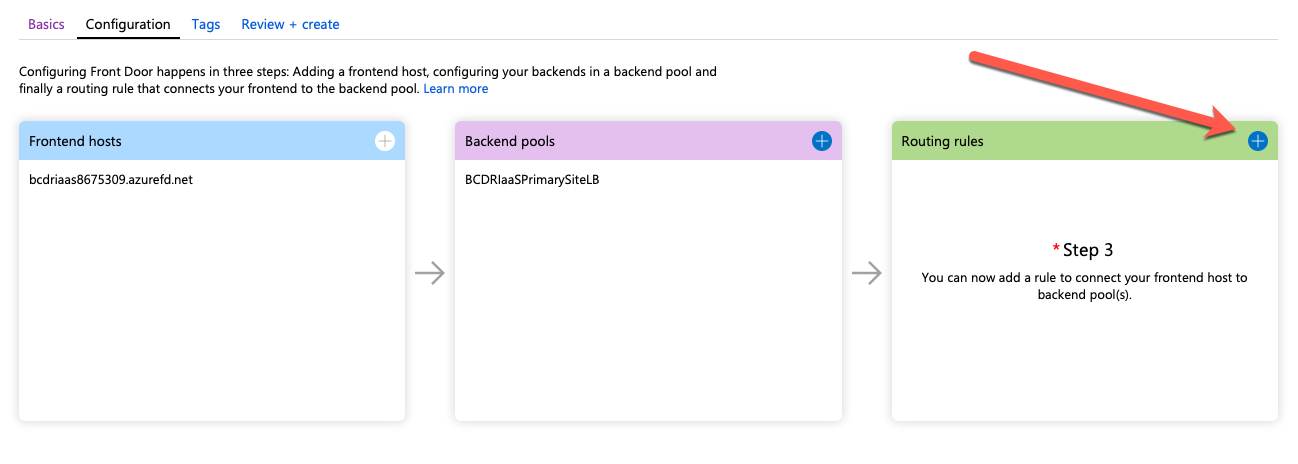 Basics Configuration Tags Review + create
Configuring Front Door happens in three steps: Adding a frontend host, configuring your backends in a backend pool and
finally a routing rule that connects your frontend to the backend pool. Learn more
Frontend hosts
bcdriaas8675309.azurefd.net
Backend pools
BCDRIaaSPrimarySiteLB
Routing rules
* Step 3
You can now add a rule to connect your frontend host to
backend pool(s).